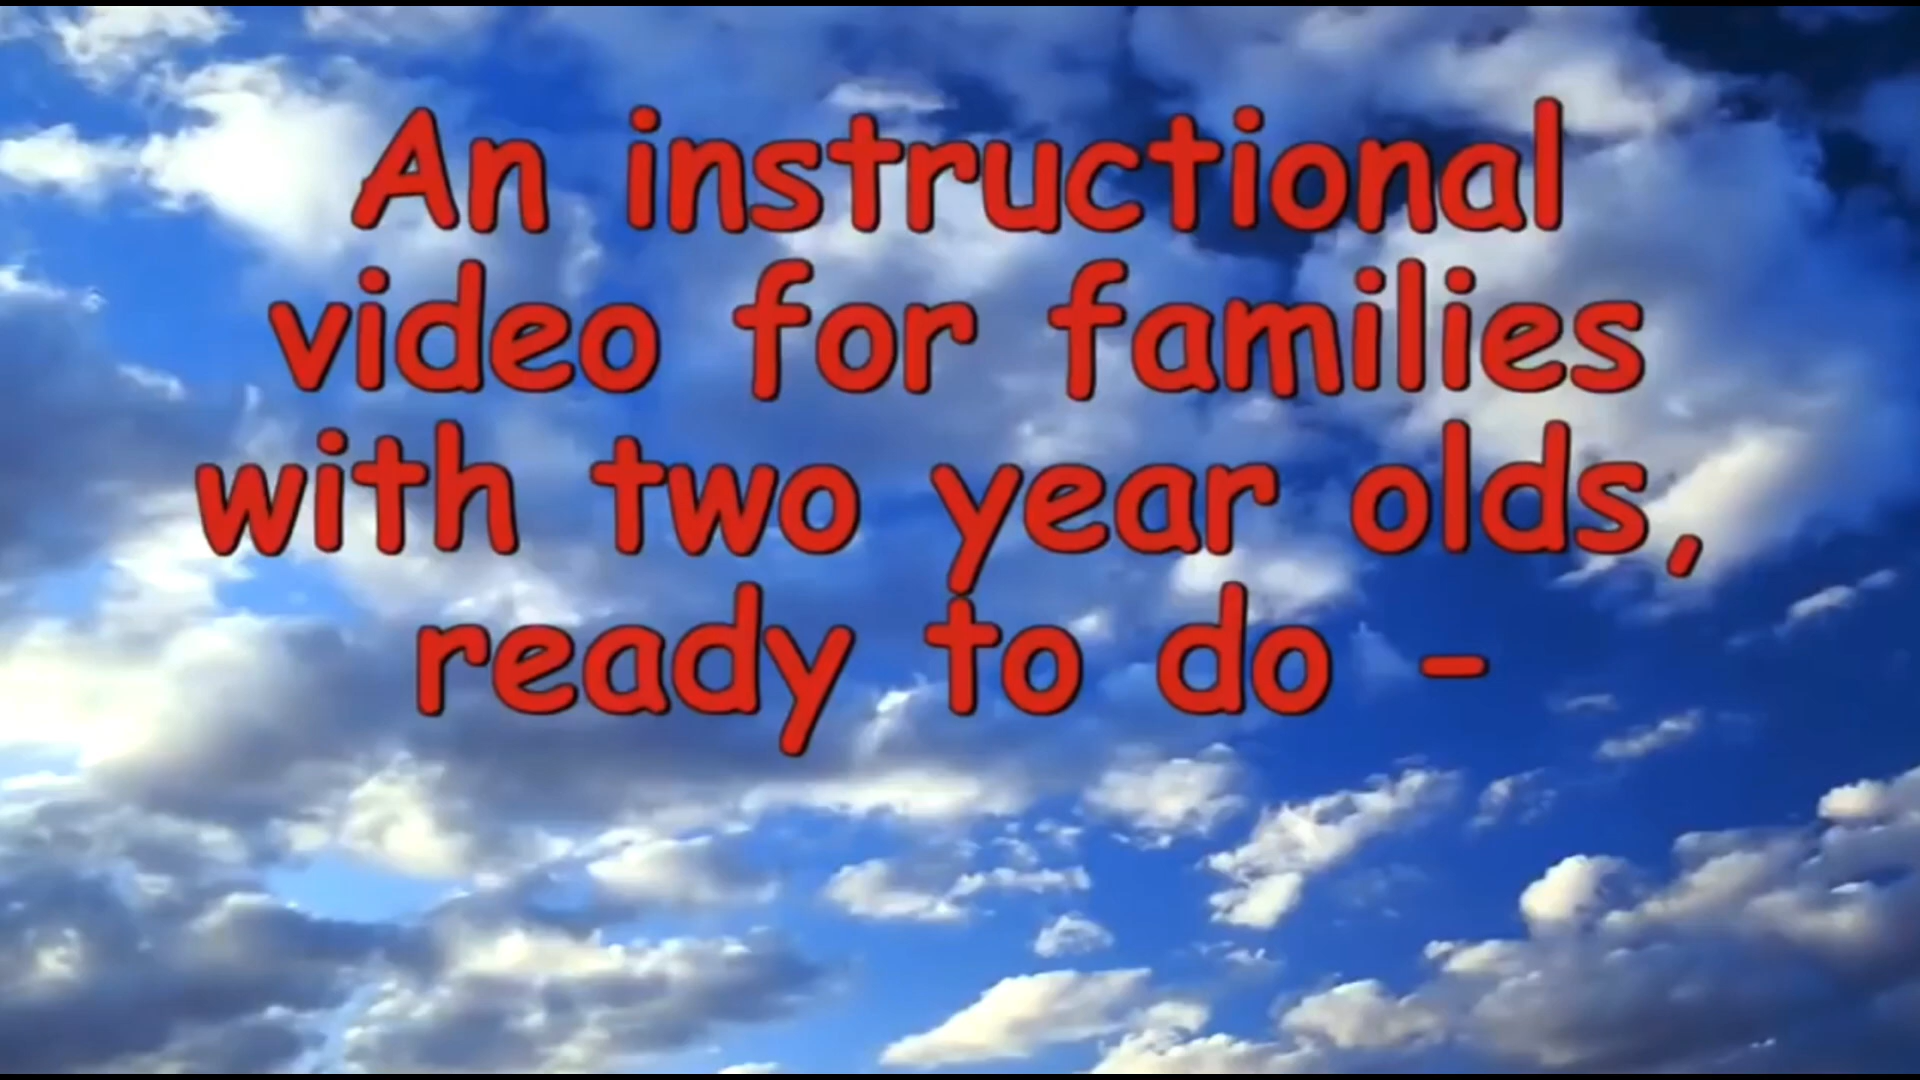 An instructional
video for families
with two year olds,
ready to do -